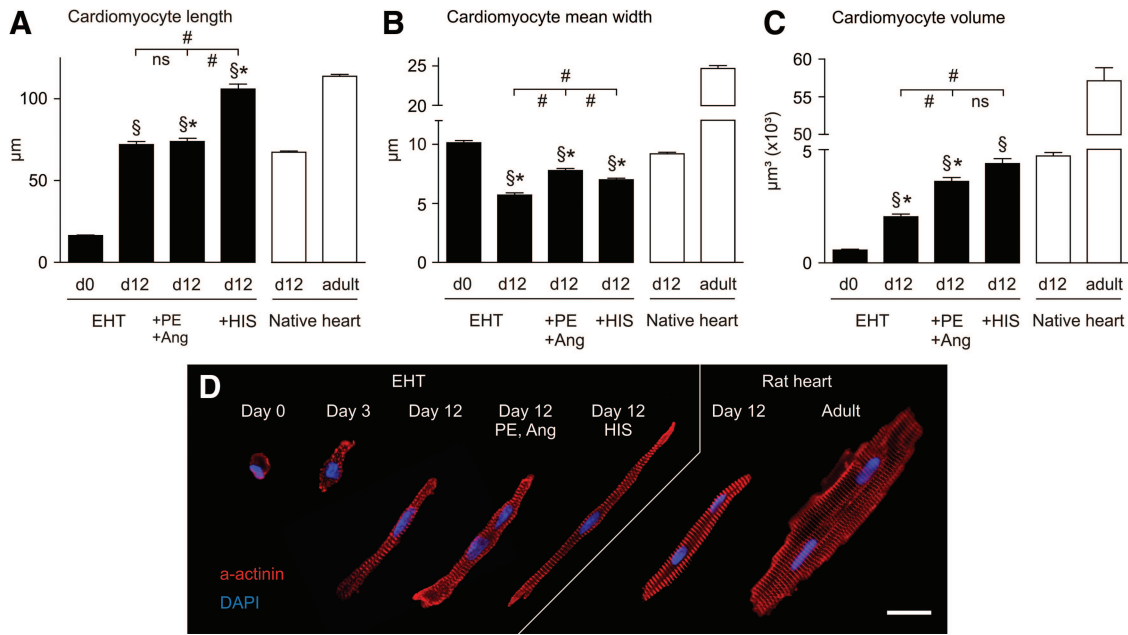 A
Cardiomyocyte length
#
ns
#
§
§*
§*
100
50
0
µm
d0 d12 d12 d12 d12 adult
EHT +PE +HIS Native heart
+Ang
B
Cardiomyocyte mean width
#
#
#
§*
§*
§*
25
20
10
5
0
µm
d0 d12 d12 d12 d12 adult
EHT +PE +HIS Native heart
+Ang
C
Cardiomyocyte volume
#
#
ns
§*
§*
§
60
57
55
52
50
5
0
µm³ (x10³)
d0 d12 d12 d12 d12 adult
EHT +PE +HIS Native heart
+Ang
D
EHT Rat heart
Day 0 Day 3 Day 12 Day 12 Day 12 Day 12 Adult
PE, Ang HIS
a-actinin
DAPI